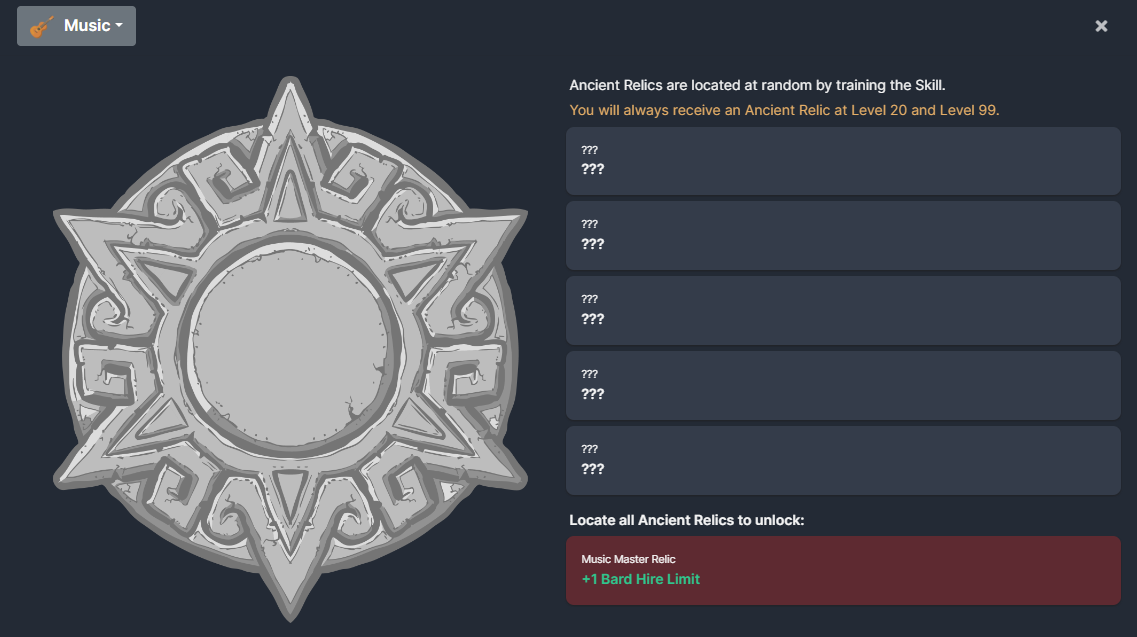 Music
Ancient Relics are located at random by training the Skill.
You will always receive an Ancient Relic at Level 20 and Level 99.
???
???
???
???
???
???
???
???
???
???
Locate all Ancient Relics to unlock:
Music Master Relic
+1 Bard Hire Limit